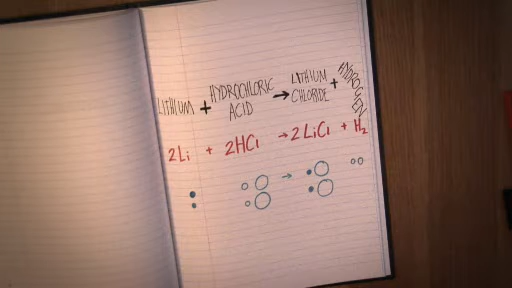 LITHIUM + HYDROCHLORIC ACID → LITHIUM CHLORIDE + HYDROGEN
2Li + 2HCl → 2LiCl + H₂